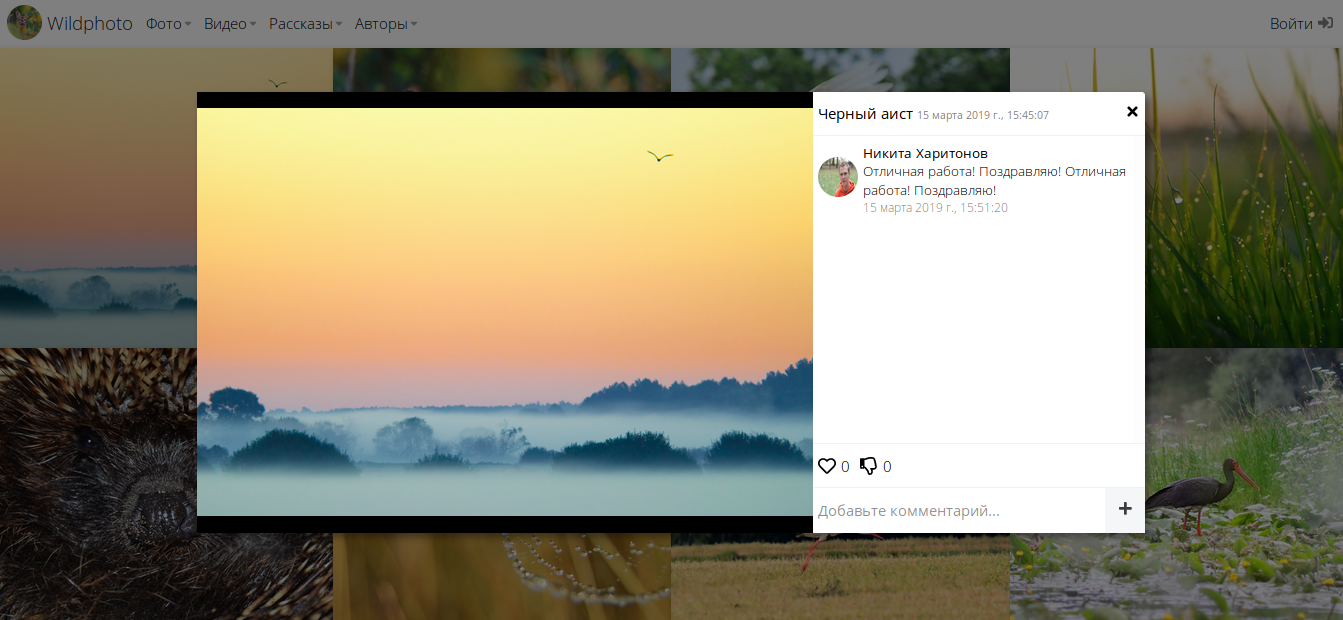 Wildphoto Фото Видео Рассказы Авторы Войти
Черный аист 15 марта 2019 г., 15:45:07
Никита Харитонов
Отличная работа! Поздравляю! Отличная
работа! Поздравляю!
15 марта 2019 г., 15:51:20
0 0
Добавьте комментарий...